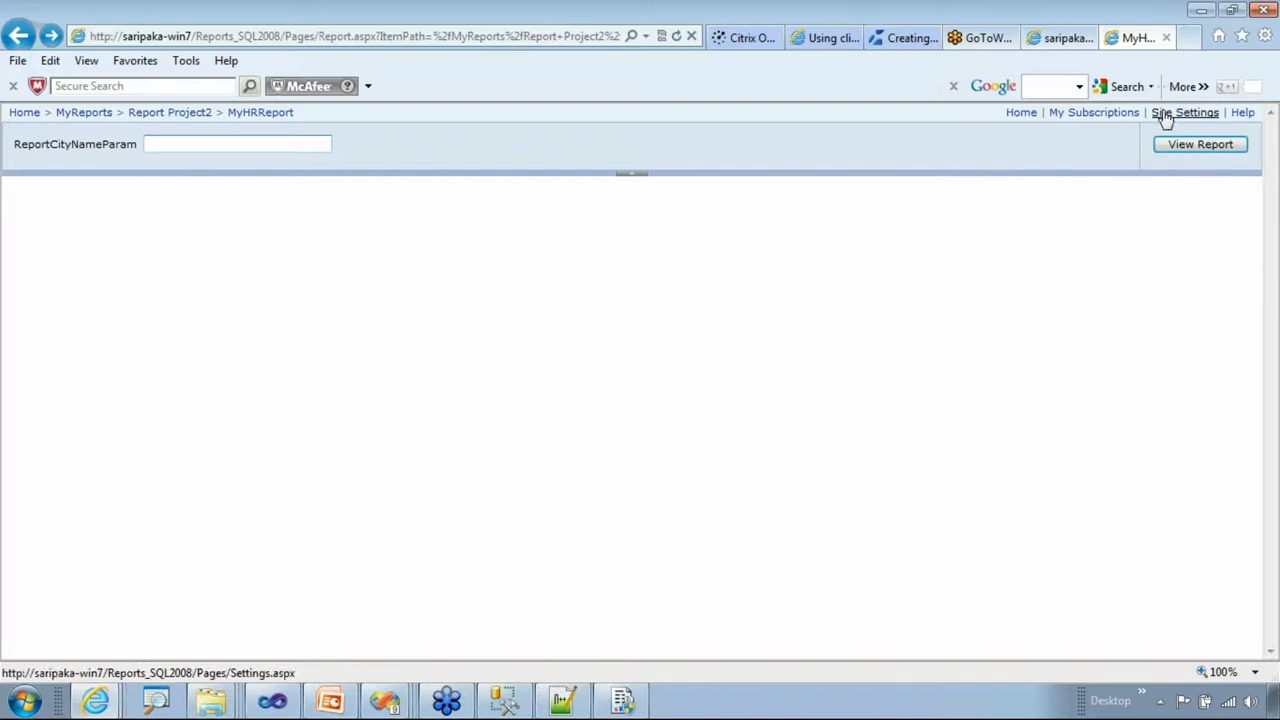 http://saripaka-win7/Reports_SQL2008/Pages/Report.aspx?ItemPath=%2fMyReports%2fReport+Project2%2
Citrix O...
Using cli...
Creating...
GoToW...
saripaka...
MyH...
File Edit View Favorites Tools Help
Secure Search
McAfee
Google
Search
More »
+1
Home > MyReports > Report Project2 > MyHRReport
Home | My Subscriptions | Site Settings | Help
ReportCityNameParam
View Report
http://saripaka-win7/Reports_SQL2008/Pages/Settings.aspx
100%
Desktop